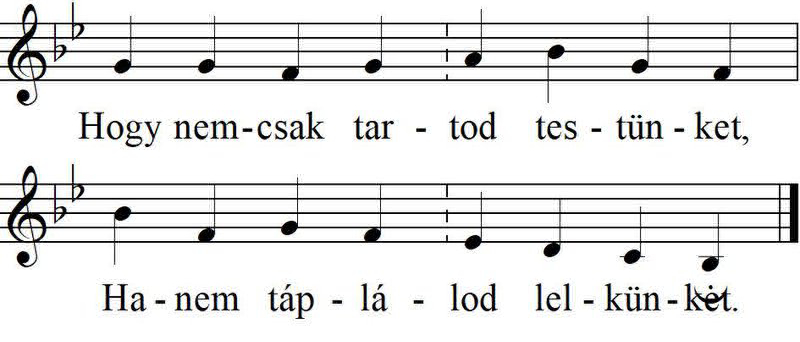 Hogy nem-csak tar - tod tes - tün - ket,
Ha - nem táp - lá - lod lel - kün - ket.